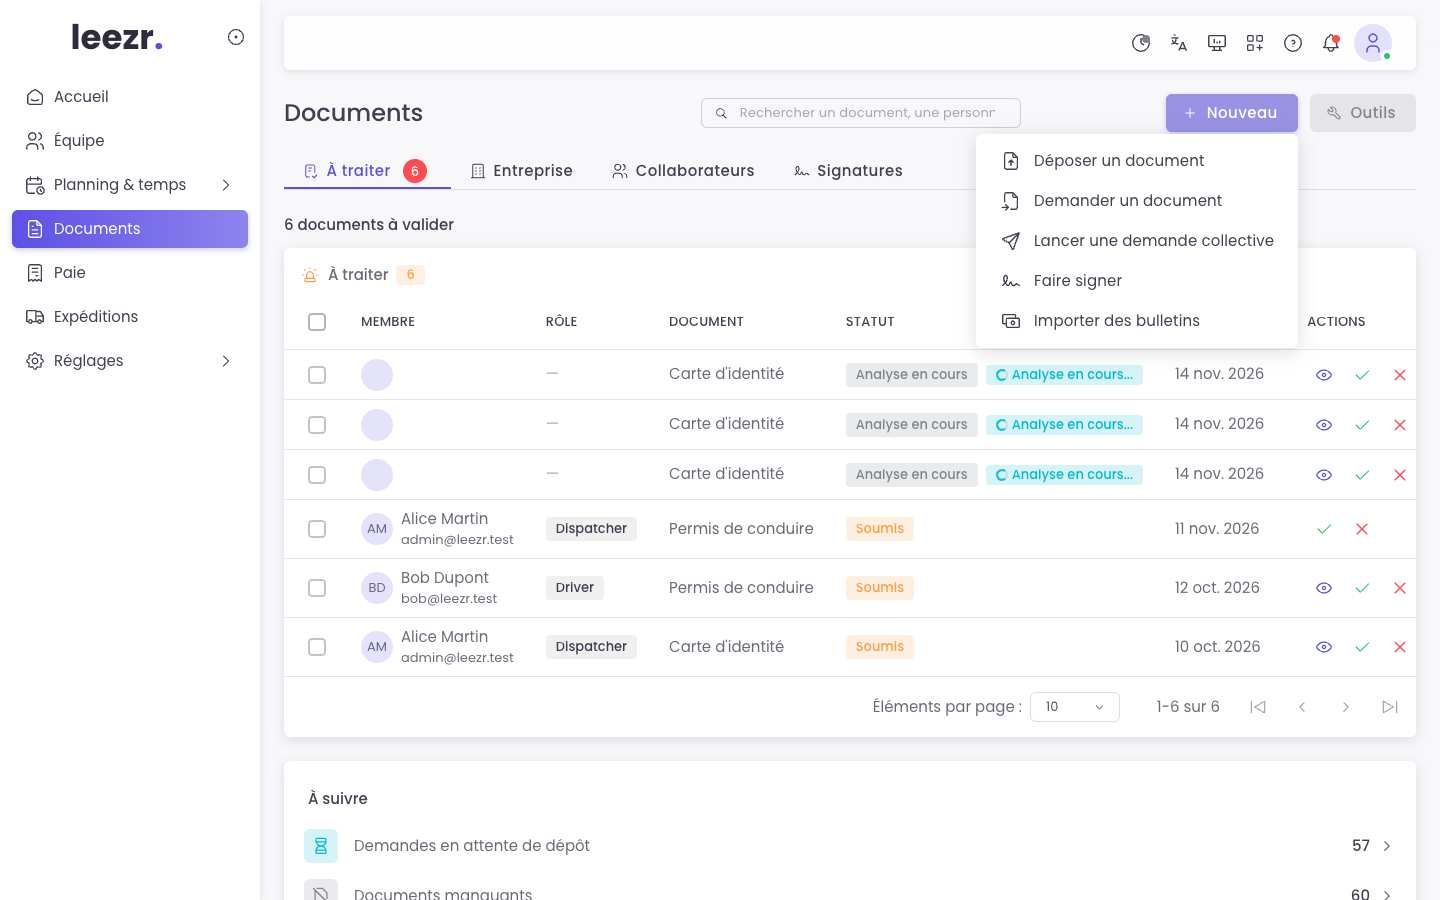 leezr.
Accueil
Équipe
Planning & temps
Documents
Paie
Expéditions
Réglages
Documents
Rechercher un document, une personn
Nouveau
Outils
À traiter 6
Entreprise
Collaborateurs
Signatures
Déposer un document
Demander un document
Lancer une demande collective
Faire signer
Importer des bulletins
6 documents à valider
À traiter 6
MEMBRE RÔLE DOCUMENT STATUT ACTIONS
— Carte d'identité Analyse en cours Analyse en cours... 14 nov. 2026
— Carte d'identité Analyse en cours Analyse en cours... 14 nov. 2026
— Carte d'identité Analyse en cours Analyse en cours... 14 nov. 2026
AM Alice Martin Dispatcher Permis de conduire Soumis 11 nov. 2026
admin@leezr.test
BD Bob Dupont Driver Permis de conduire Soumis 12 oct. 2026
bob@leezr.test
AM Alice Martin Dispatcher Carte d'identité Soumis 10 oct. 2026
admin@leezr.test
Éléments par page : 10 1-6 sur 6
À suivre
Demandes en attente de dépôt 57
Documents manquants 60